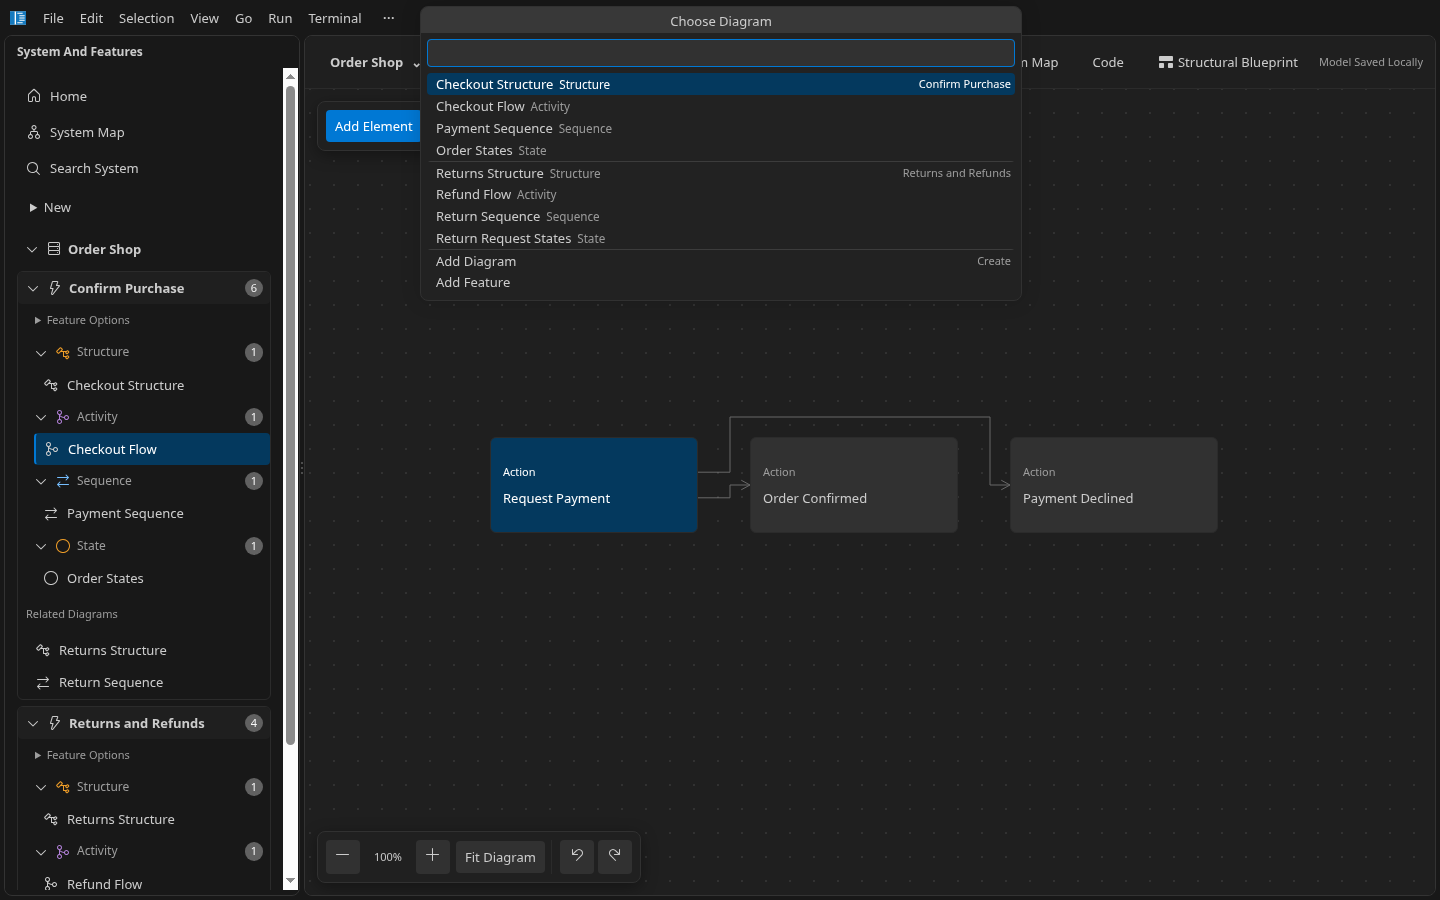 File Edit Selection View Go Run Terminal ···
Choose Diagram
System And Features
Home
System Map
Search System
New
Order Shop
Confirm Purchase 6
Feature Options
Structure 1
Checkout Structure
Activity 1
Checkout Flow
Sequence 1
Payment Sequence
State 1
Order States
Related Diagrams
Returns Structure
Return Sequence
Returns and Refunds 4
Feature Options
Structure 1
Returns Structure
Activity 1
Refund Flow
Order Shop
Map Code Structural Blueprint Model Saved Locally
Add Element
Checkout Structure Structure Confirm Purchase
Checkout Flow Activity
Payment Sequence Sequence
Order States State
Returns Structure Structure Returns and Refunds
Refund Flow Activity
Return Sequence Sequence
Return Request States State
Add Diagram Create
Add Feature
Action
Request Payment
Action
Order Confirmed
Action
Payment Declined
100% Fit Diagram